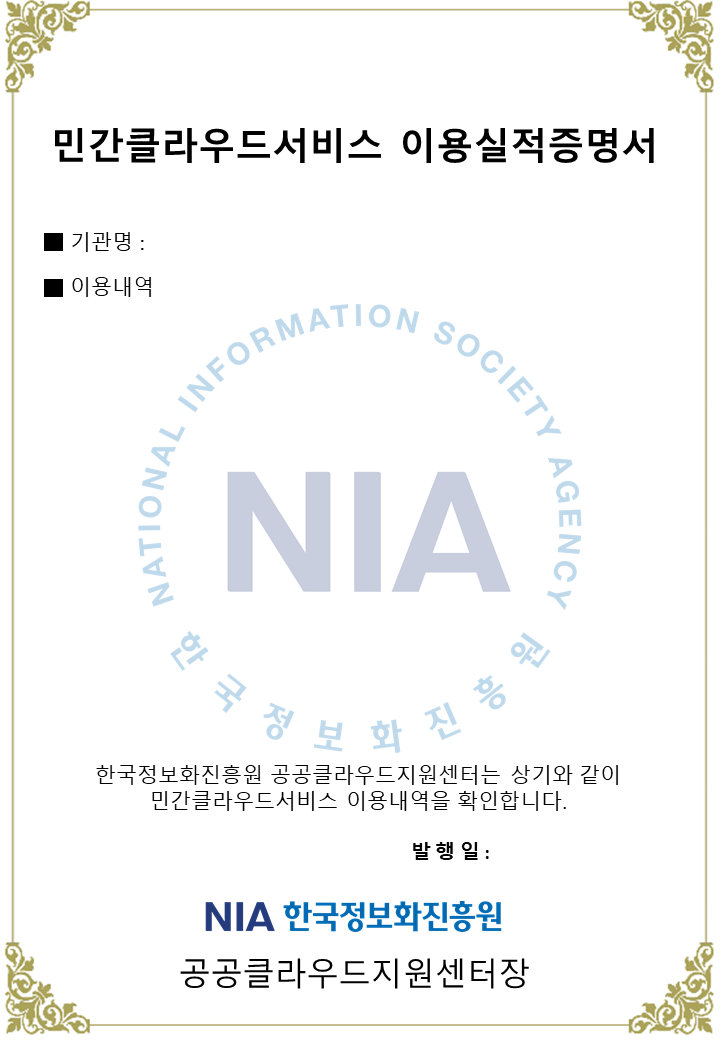 민간클라우드서비스 이용실적증명서
■ 기관명 :
■ 이용내역
NATIONAL INFORMATION SOCIETY AGENCY
NIA
한국정보화진흥원
한국정보화진흥원 공공클라우드지원센터는 상기와 같이
민간클라우드서비스 이용내역을 확인합니다.
발 행 일 :
NIA 한국정보화진흥원
공공클라우드지원센터장